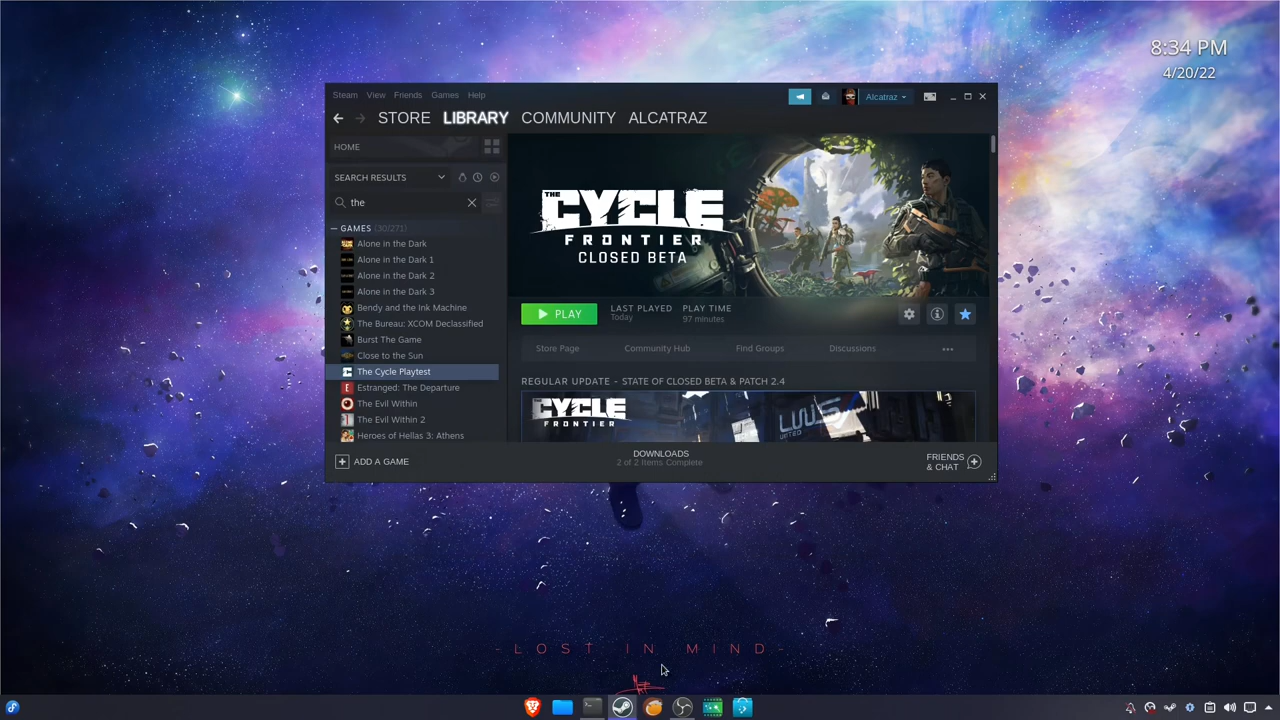 8:34 PM
4/20/22
Steam View Friends Games Help
Alcatraz
STORE LIBRARY COMMUNITY ALCATRAZ
HOME
SEARCH RESULTS
the
GAMES (30/271)
Alone in the Dark
Alone in the Dark 1
Alone in the Dark 2
Alone in the Dark 3
Bendy and the Ink Machine
The Bureau: XCOM Declassified
Burst The Game
Close to the Sun
The Cycle Playtest
Estranged: The Departure
The Evil Within
The Evil Within 2
Heroes of Hellas 3: Athens
THE
CYCLE
FRONTIER
CLOSED BETA
PLAY
LAST PLAYED
Today
PLAY TIME
97 minutes
Store Page Community Hub Find Groups Discussions
REGULAR UPDATE - STATE OF CLOSED BETA & PATCH 2.4
THE
CYCLE
FRONTIER
UNITED
ADD A GAME
DOWNLOADS
2 of 2 Items Complete
FRIENDS
& CHAT
- LOST IN MIND -